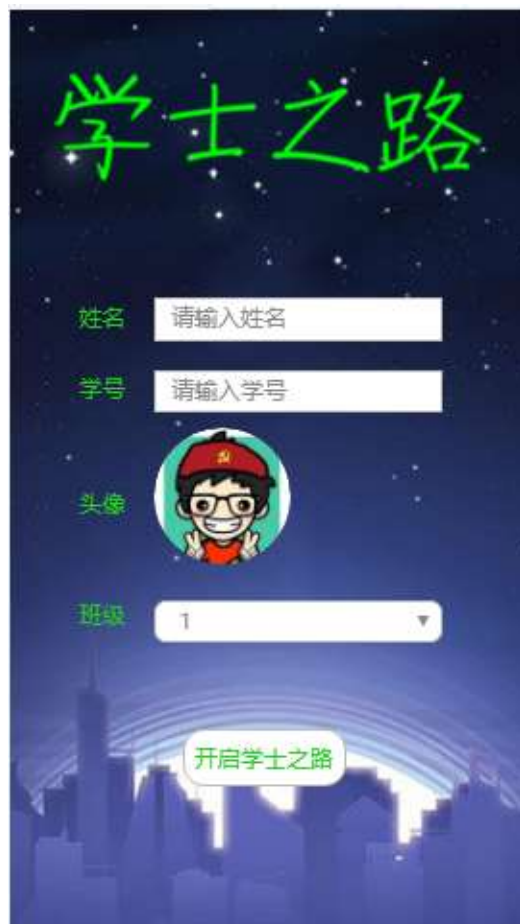 学士之路
姓名 请输入姓名
学号 请输入学号
头像
班级 1
开启学士之路